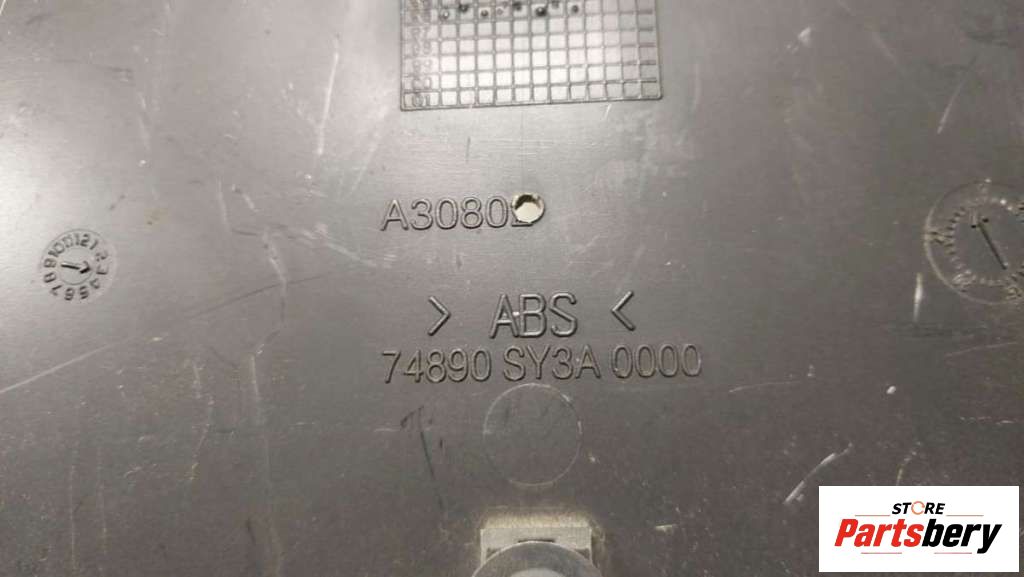 A3080
> ABS <
74890 SY3A 0000
STORE
Partsbery